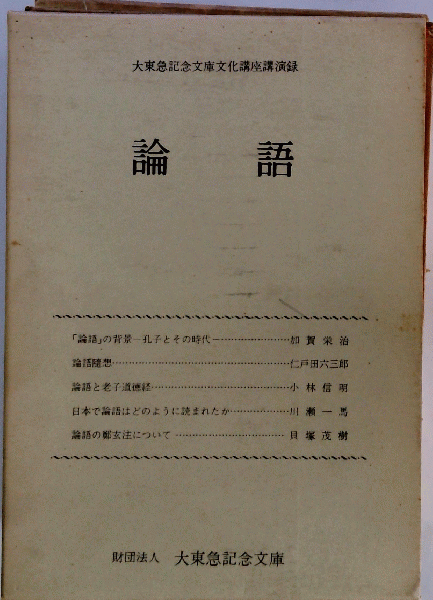 大東急記念文庫文化講座講演録
論語
「論語」の背景―孔子とその時代―……………………加賀栄治
論語随想……………………………………………仁戸田六三郎
論語と老子道徳経…………………………………小林信明
日本で論語はどのように読まれたか………………川瀬一馬
論語の鄭玄注について……………………………貝塚茂樹
財団法人 大東急記念文庫